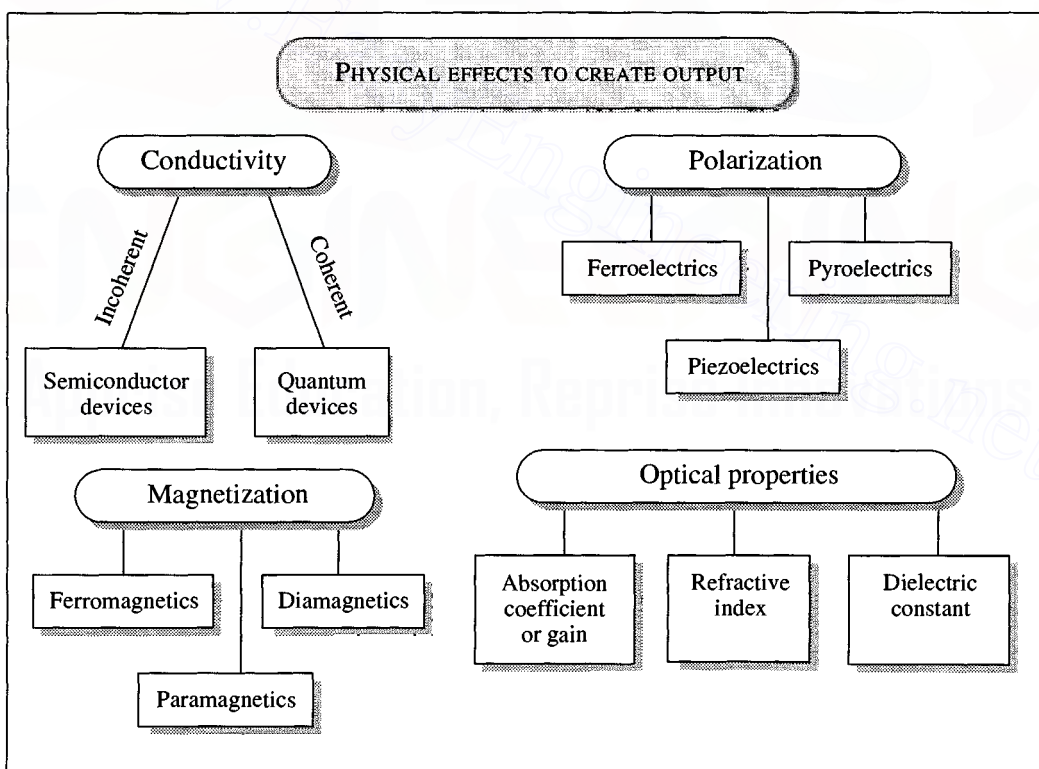 PHYSICAL EFFECTS TO CREATE OUTPUT
Conductivity
Incoherent
Coherent
Semiconductor
devices
Quantum
devices
Polarization
Ferroelectrics
Pyroelectrics
Piezoelectrics
Magnetization
Ferromagnetics
Diamagnetics
Paramagnetics
Optical properties
Absorption
coefficient
or gain
Refractive
index
Dielectric
constant